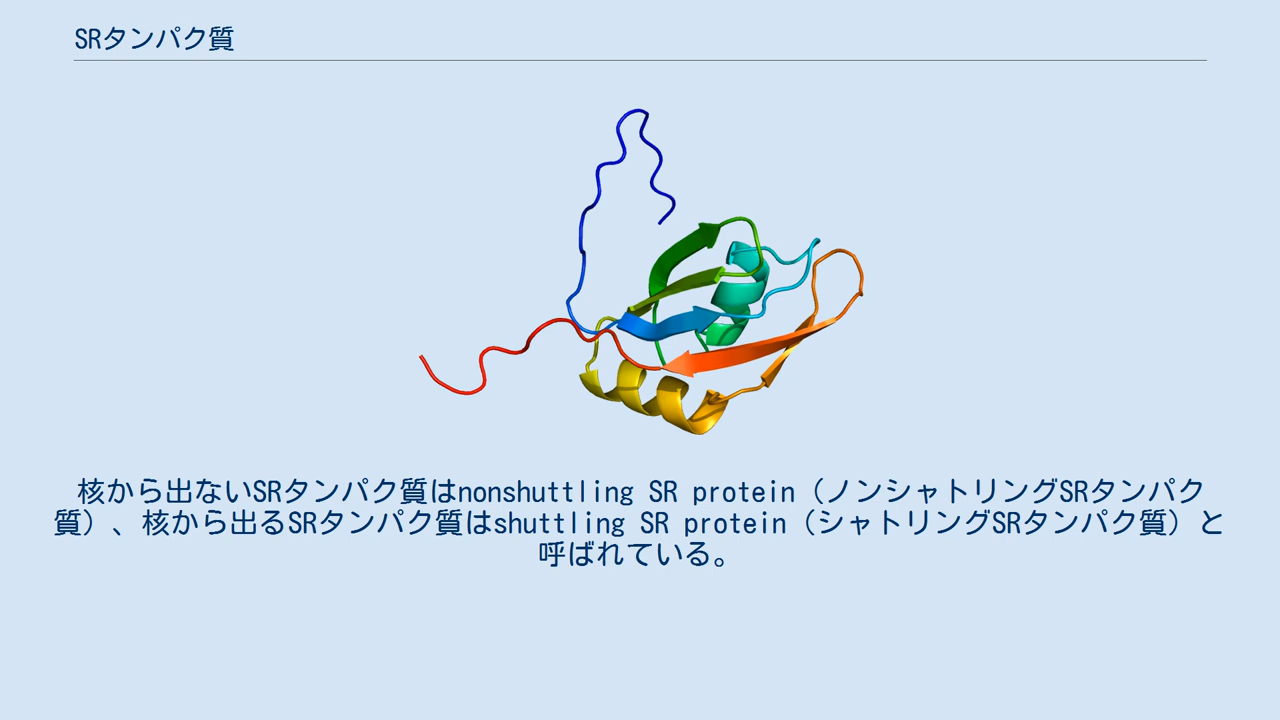 SRタンパク質
核から出ないSRタンパク質はnonshuttling SR protein（ノンシャトリングSRタンパク
質）、核から出るSRタンパク質はshuttling SR protein（シャトリングSRタンパク質）と
呼ばれている。